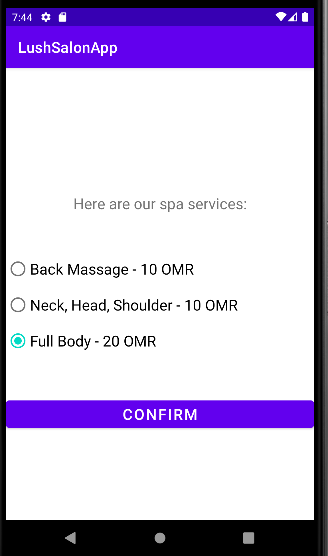 7:44
LushSalonApp
Here are our spa services:
Back Massage - 10 OMR
Neck, Head, Shoulder - 10 OMR
Full Body - 20 OMR
CONFIRM